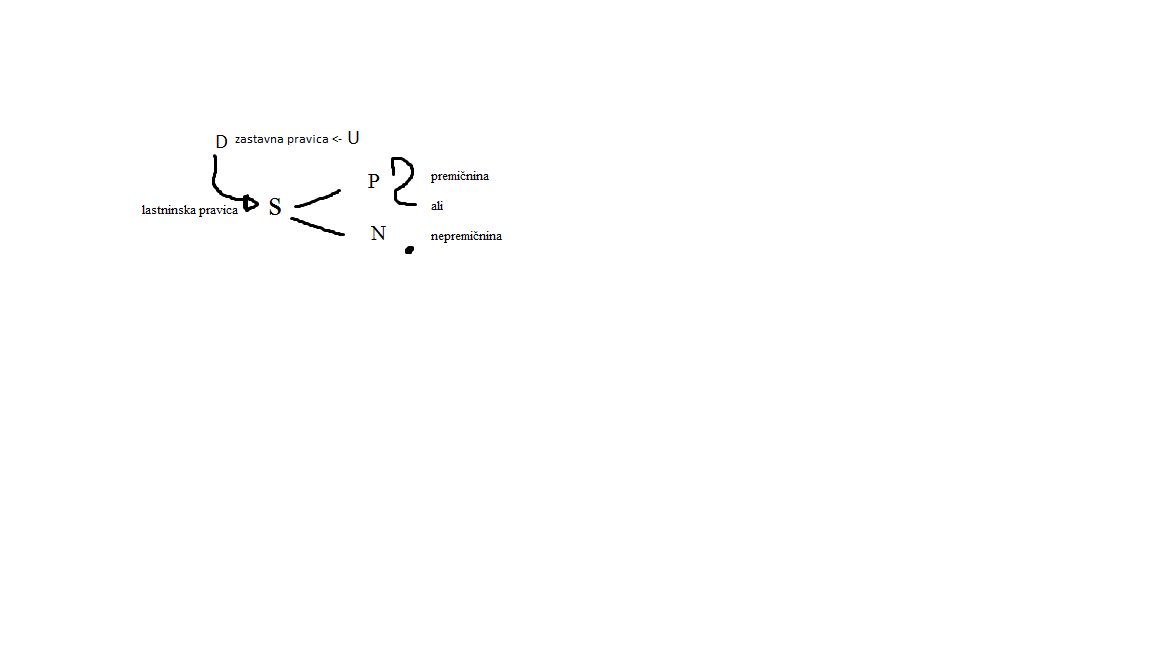 D zastavna pravica <- U
P ? premičnina
lastninska pravica S ali
N nepremičnina